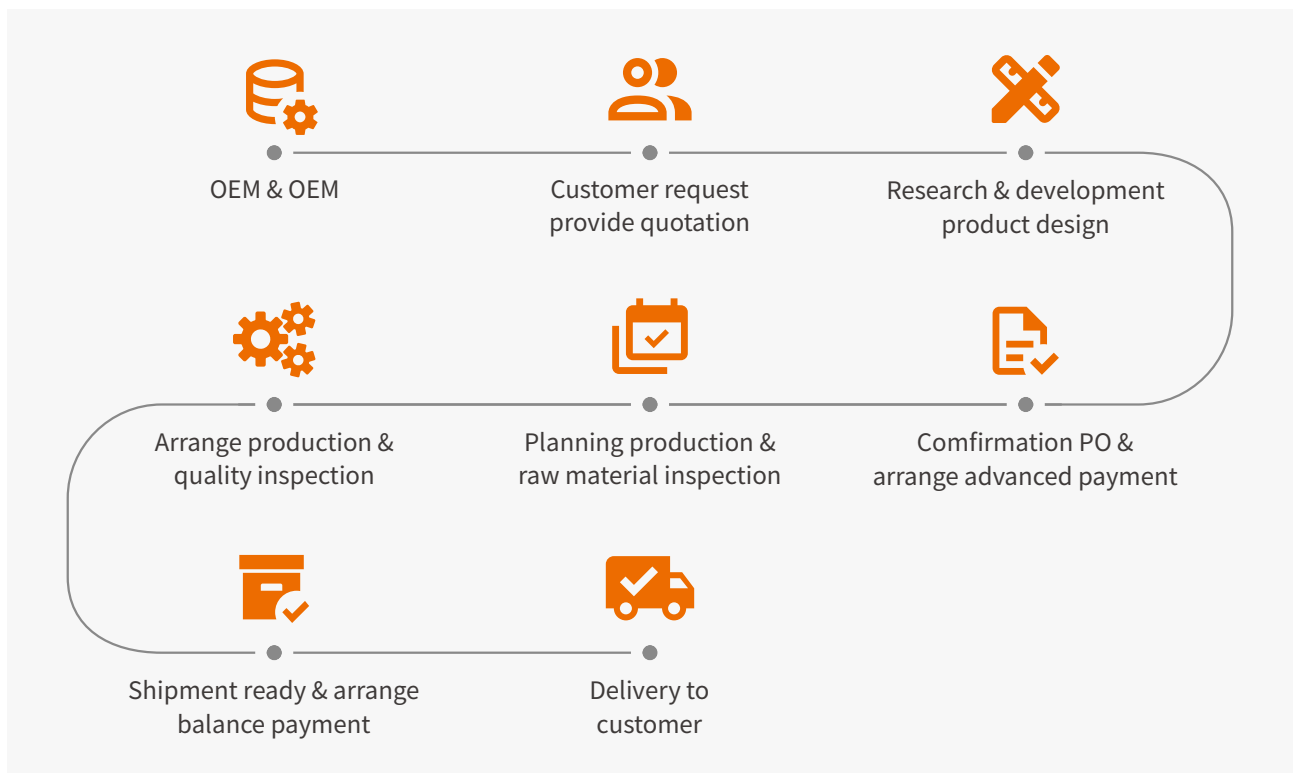 OEM & OEM
Customer request
provide quotation
Research & development
product design
Arrange production &
quality inspection
Planning production &
raw material inspection
Comfirmation PO &
arrange advanced payment
Shipment ready & arrange
balance payment
Delivery to
customer